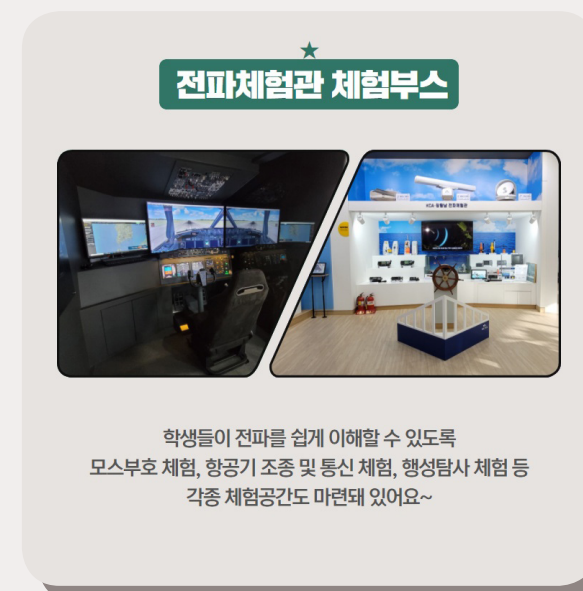 전파체험관 체험부스
학생들이 전파를 쉽게 이해할 수 있도록
모스부호 체험, 항공기 조종 및 통신 체험, 행성탐사 체험 등
각종 체험공간도 마련돼 있어요~